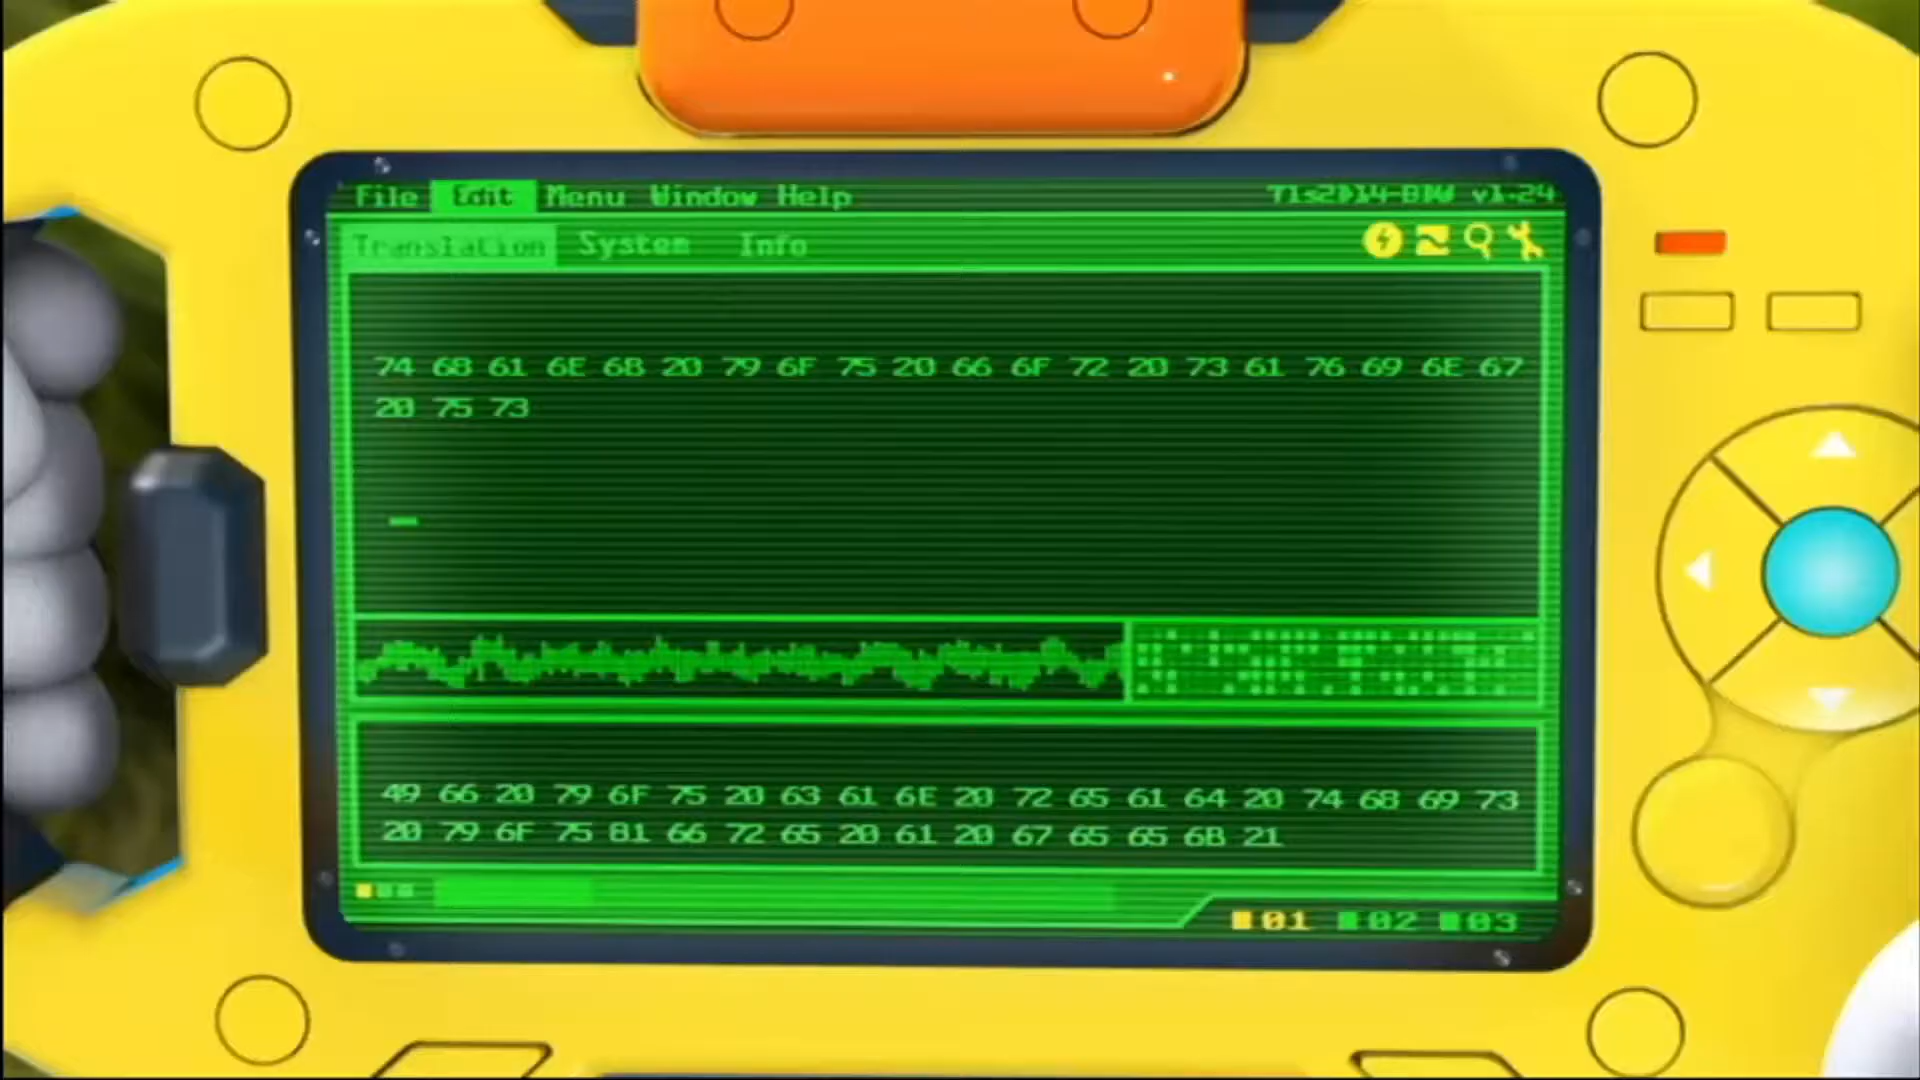 File Edit Menu Window Help
Translation System Info
74 68 61 6E 6B 20 79 6F 75 20 66 6F 72 20 73 61 76 69 6E 67
20 75 73
49 66 20 79 6F 75 20 63 61 6E 20 72 65 61 64 20 74 68 69 73
20 79 6F 75 81 66 72 65 20 61 20 67 65 65 6B 21
01 02 03